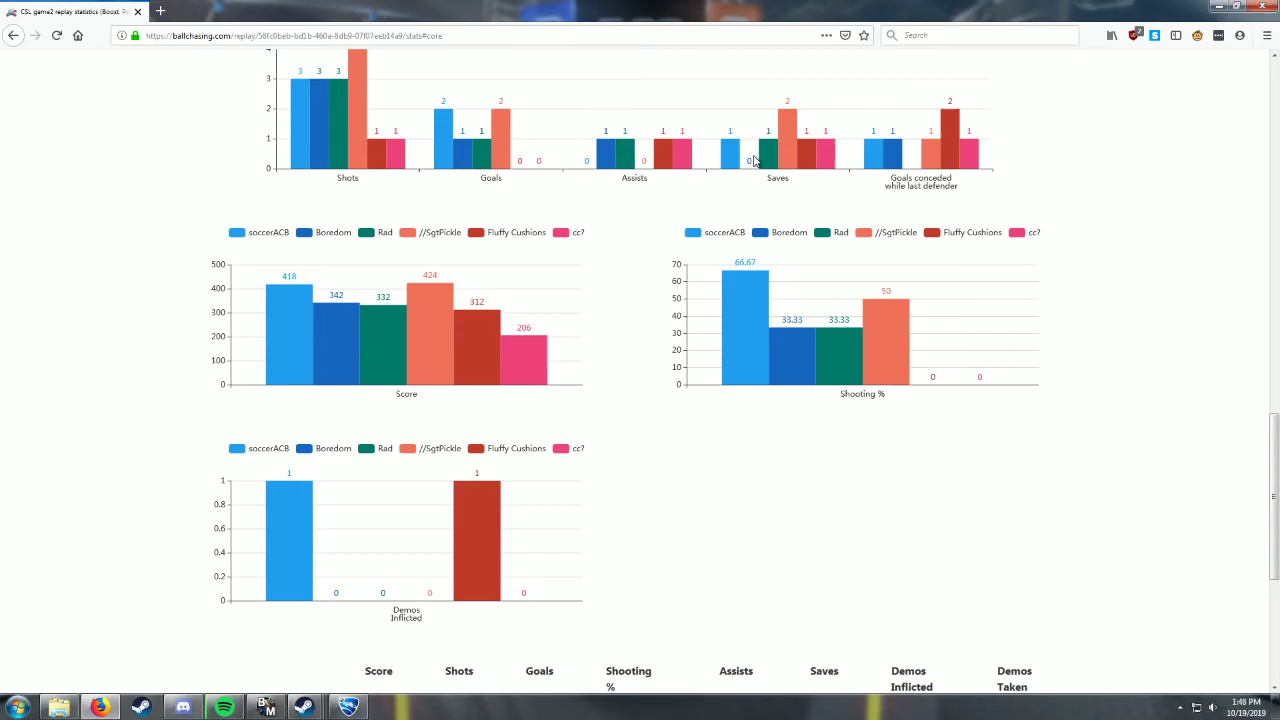 CSL game2 replay statistics (Boost, Po
https://ballchasing.com/replay/58fc0beb-bd1b-460a-8db9-07f07eeb14a9/stats#core
Search
2
4
3
2
1
0
3 3 3 1 1
2 1 1 2 0 0
0 1 1 0 1 1
1 0 1 2 1 1
1 1 1 2 1
Shots Goals Assists Saves Goals conceded
while last defender
soccerACB Boredom Rad //SgtPickle Fluffy Cushions cc?
500
400
300
200
100
0
418 342 332 424 312 206
Score
soccerACB Boredom Rad //SgtPickle Fluffy Cushions cc?
70
60
50
40
30
20
10
0
66.67 33.33 33.33 50 0 0
Shooting %
soccerACB Boredom Rad //SgtPickle Fluffy Cushions cc?
1
0.8
0.6
0.4
0.2
0
1 0 0 0 1 0
Demos
Inflicted
Score Shots Goals Shooting Assists Saves Demos Demos
% Inflicted Taken
1:48 PM
10/19/2019